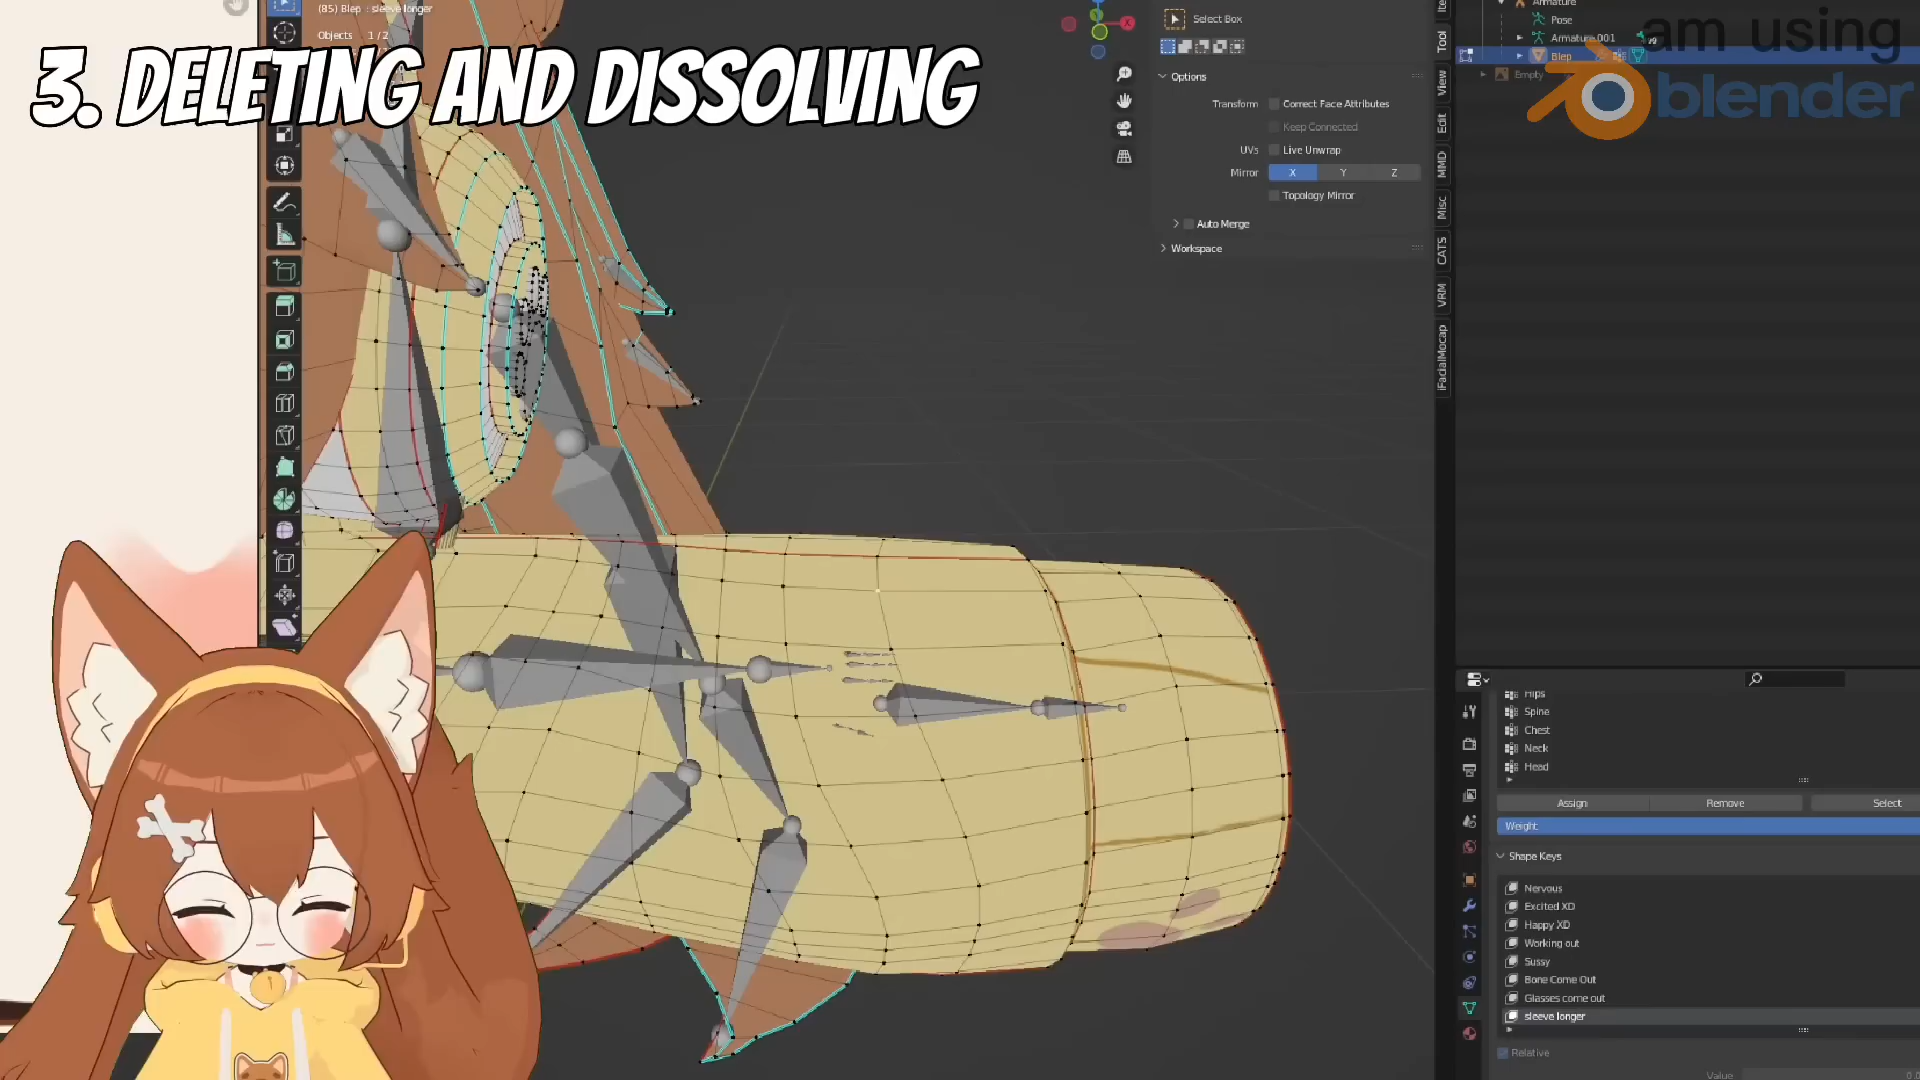 (85) Blep : sleeve longer
Objects 1 / 2
3. DELETING AND DISSOLVING
Select Box
Options
Transform
Correct Face Attributes
Keep Connected
UVs
Live Unwrap
Mirror
X
Y
Z
Topology Mirror
Auto Merge
Workspace
Tool
View
Edit
MMD
Misc
CATS
VRM
iFacialMocap
Armature
Pose
Armature.001
Blep
Empty
am using
blender
Hips
Spine
Chest
Neck
Head
Assign
Remove
Select
Weight
Shape Keys
Nervous
Excited XD
Happy XD
Working out
Sussy
Bone Come Out
Glasses come out
sleeve longer
Relative
Value